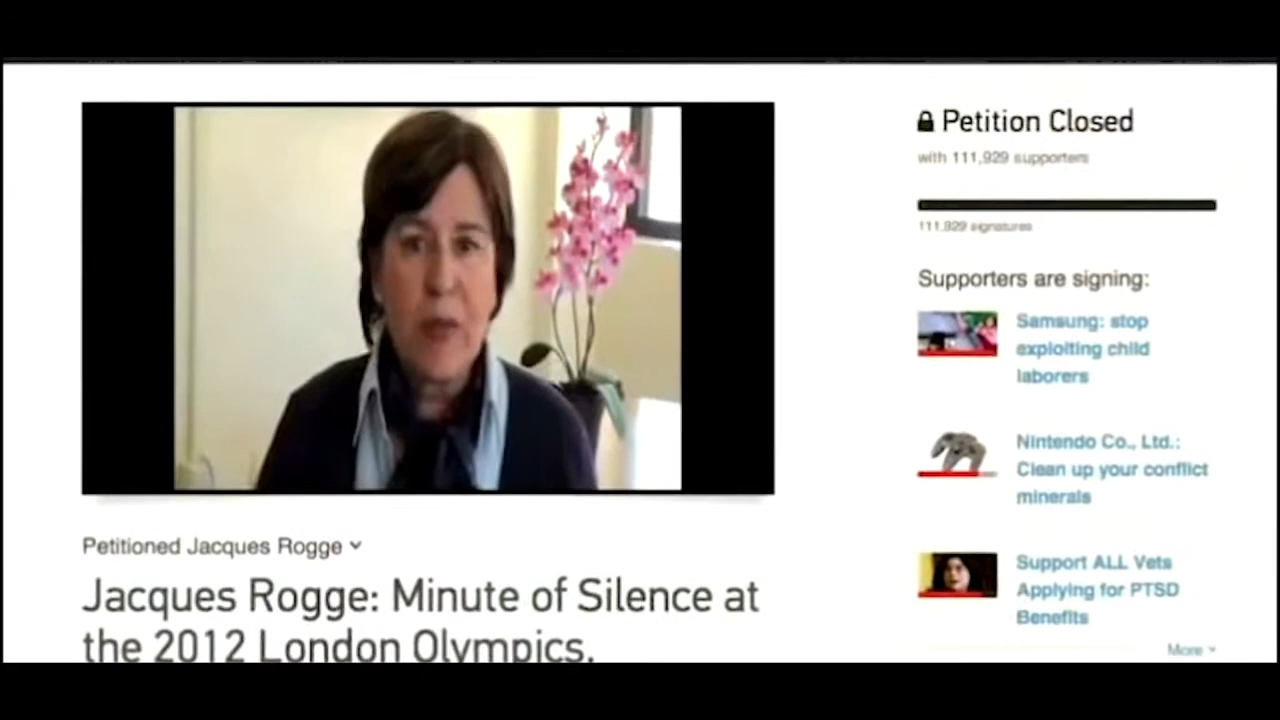 Petition Closed
with 111,929 supporters
111,929 signatures
Supporters are signing:
Samsung: stop
exploiting child
laborers
Nintendo Co., Ltd.:
Clean up your conflict
minerals
Support ALL Vets
Applying for PTSD
Benefits
More
Petitioned Jacques Rogge
Jacques Rogge: Minute of Silence at
the 2012 London Olympics.